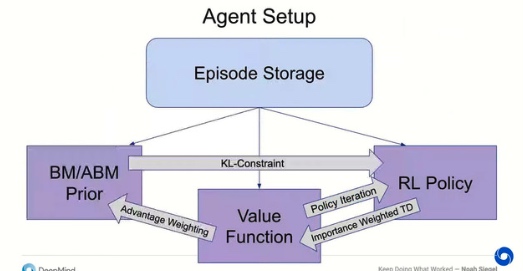 Agent Setup
Episode Storage
BM/ABM
Prior
KL-Constraint
RL Policy
Advantage Weighting
Value
Function
Policy Iteration
Importance Weighted TD
DeepMind
Keep Doing What Worked — Noah Siegel